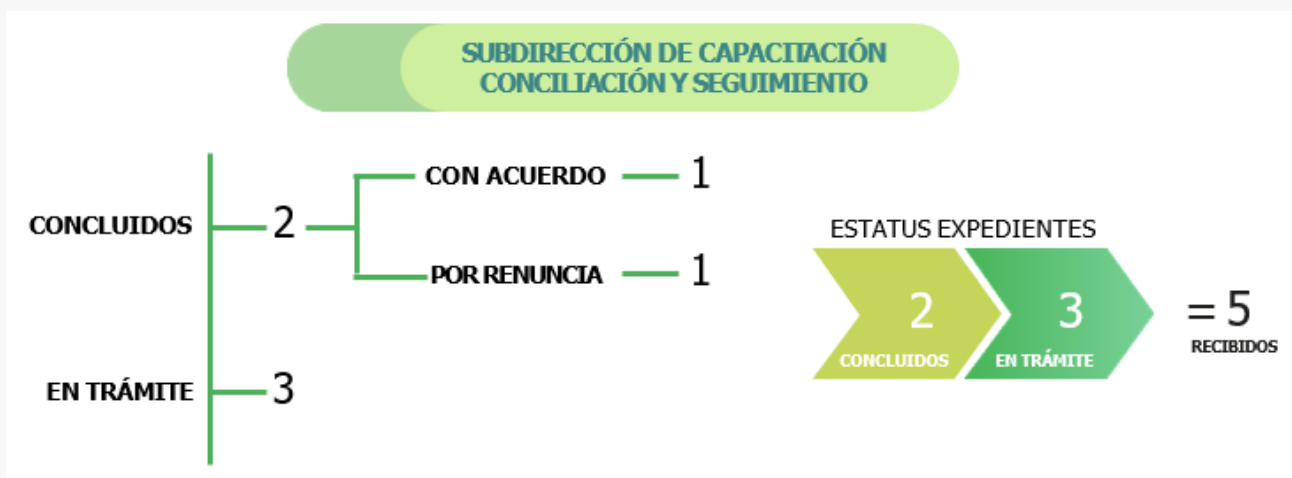 SUBDIRECCIÓN DE CAPACITACIÓN
CONCILIACIÓN Y SEGUIMIENTO
CONCLUIDOS 2
CON ACUERDO 1
POR RENUNCIA 1
EN TRÁMITE 3
ESTATUS EXPEDIENTES
2 3 = 5
CONCLUIDOS EN TRÁMITE RECIBIDOS